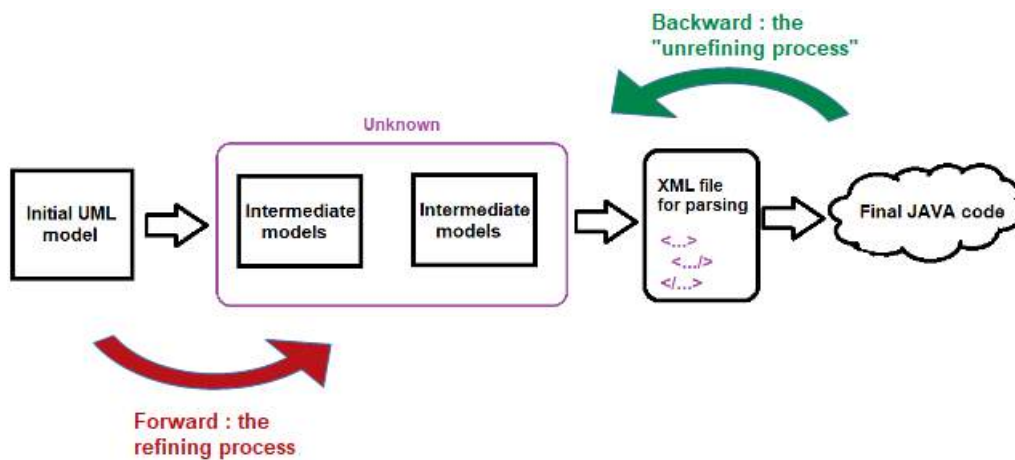 Backward : the
"unrefining process"
Unknown
Initial UML
model
Intermediate
models
Intermediate
models
XML file
for parsing
<...>
<.../>
</...>
Final JAVA code
Forward : the
refining process